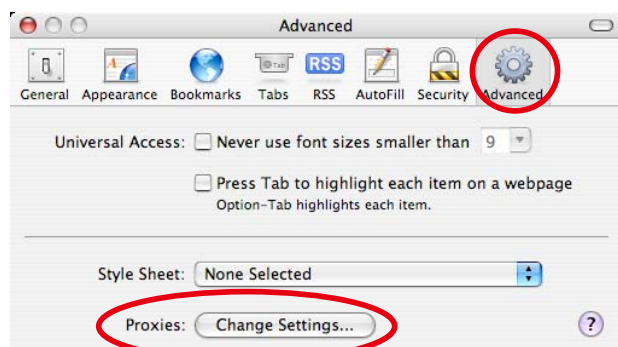 Advanced
A
@ Tab
RSS
General Appearance Bookmarks Tabs RSS AutoFill Security Advanced
Universal Access: Never use font sizes smaller than 9
Press Tab to highlight each item on a webpage
Option-Tab highlights each item.
Style Sheet: None Selected
Proxies: Change Settings... ?